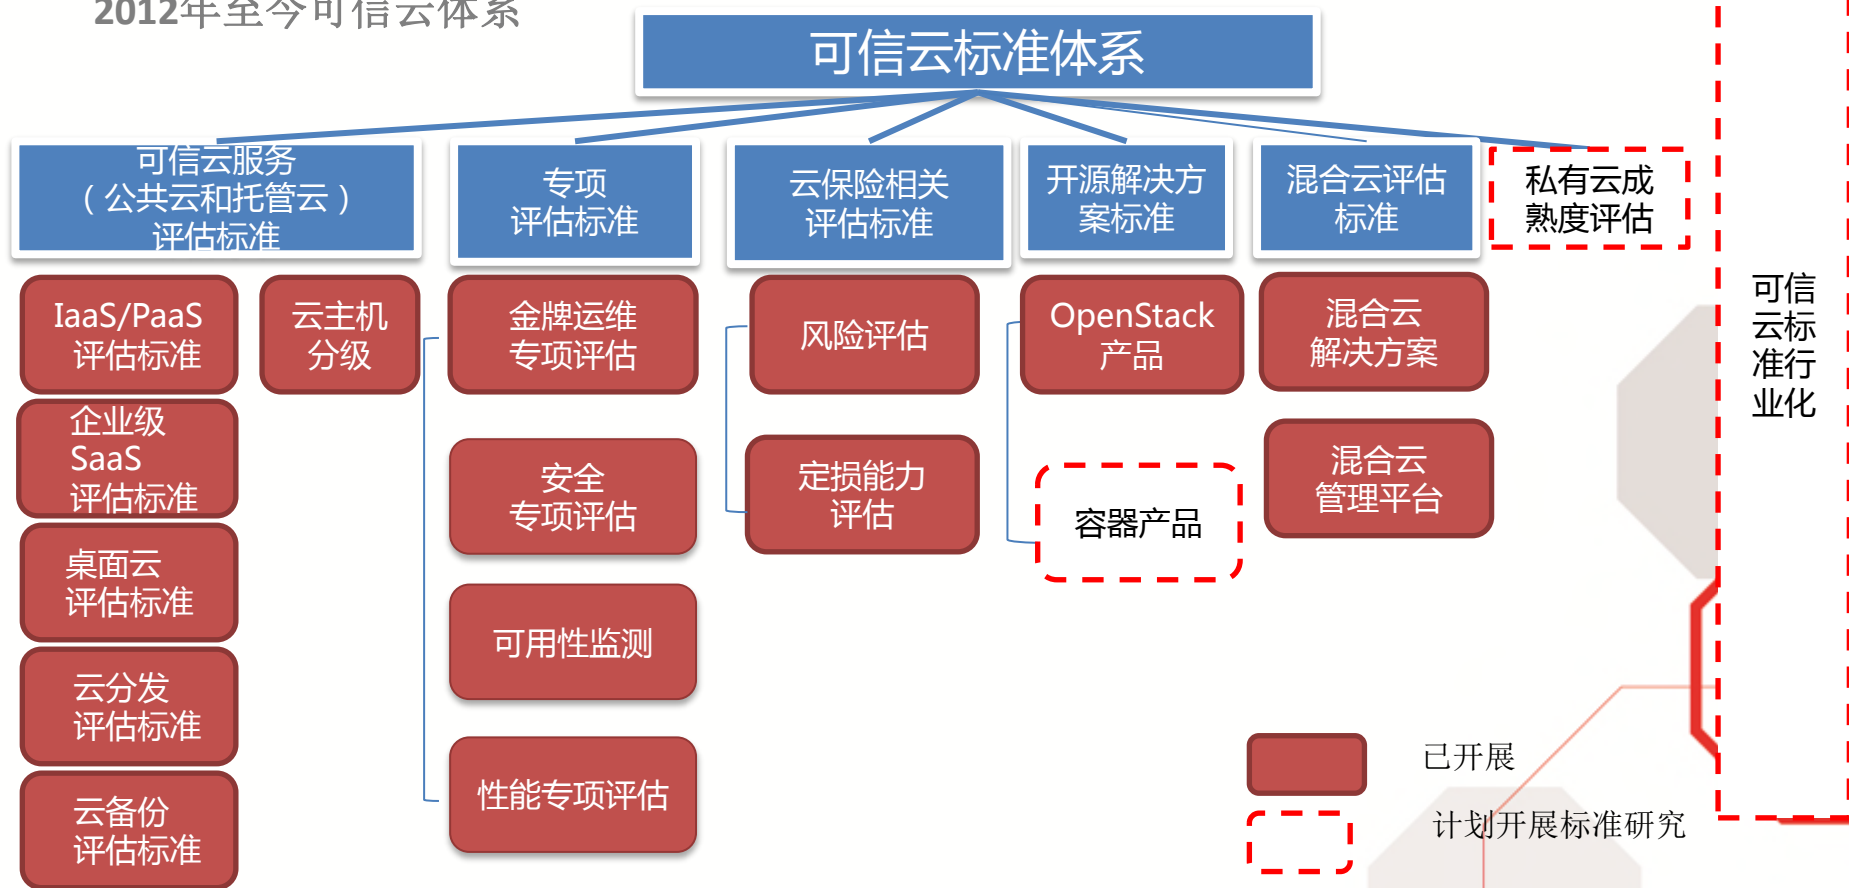 2012年至今可信云体系
可信云标准体系
可信云服务
（公共云和托管云）
评估标准
专项
评估标准
云保险相关
评估标准
开源解决方
案标准
混合云评估
标准
私有云成
熟度评估
IaaS/PaaS
评估标准
企业级
SaaS
评估标准
桌面云
评估标准
云分发
评估标准
云备份
评估标准
云主机
分级
金牌运维
专项评估
安全
专项评估
可用性监测
性能专项评估
风险评估
定损能力
评估
OpenStack
产品
容器产品
混合云
解决方案
混合云
管理平台
可信
云标
准行
业化
已开展
计划开展标准研究